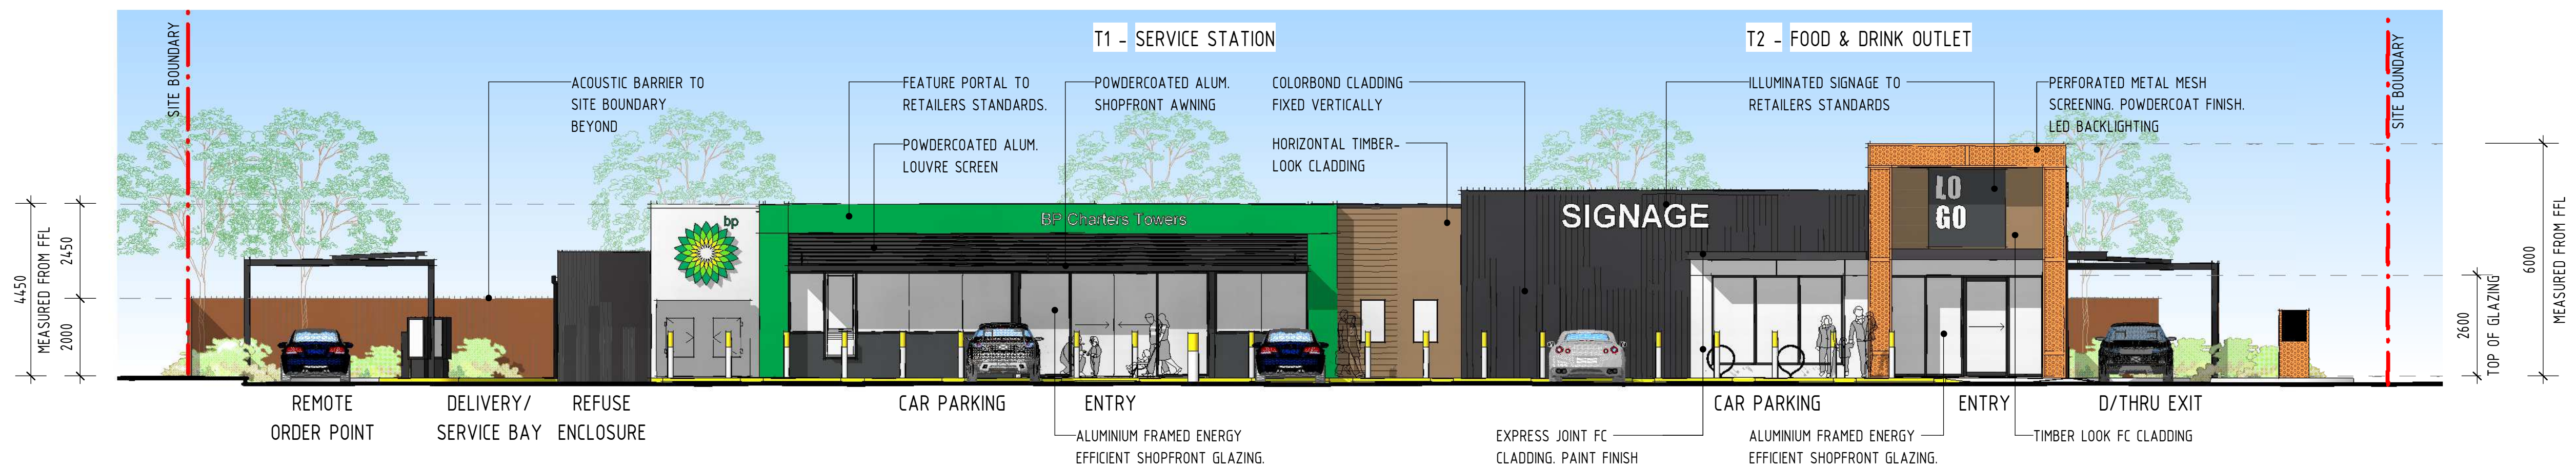 T1 - SERVICE STATION
T2 - FOOD & DRINK OUTLET
SITE BOUNDARY
ACOUSTIC BARRIER TO
SITE BOUNDARY
BEYOND
FEATURE PORTAL TO
RETAILERS STANDARDS.
POWDERCOATED ALUM.
LOUVRE SCREEN
POWDERCOATED ALUM.
SHOPFRONT AWNING
COLORBOND CLADDING
FIXED VERTICALLY
HORIZONTAL TIMBER-
LOOK CLADDING
ILLUMINATED SIGNAGE TO
RETAILERS STANDARDS
PERFORATED METAL MESH
SCREENING. POWDERCOAT FINISH.
LED BACKLIGHTING
SITE BOUNDARY
4450
MEASURED FROM FFL
2450
2000
bp
BP Charters Towers
SIGNAGE
LO
GO
2600
TOP OF GLAZING
6000
MEASURED FROM FFL
REMOTE
ORDER POINT
DELIVERY/
SERVICE BAY
REFUSE
ENCLOSURE
CAR PARKING
ENTRY
CAR PARKING
ENTRY
D/THRU EXIT
ALUMINIUM FRAMED ENERGY
EFFICIENT SHOPFRONT GLAZING.
EXPRESS JOINT FC
CLADDING. PAINT FINISH
ALUMINIUM FRAMED ENERGY
EFFICIENT SHOPFRONT GLAZING.
TIMBER LOOK FC CLADDING